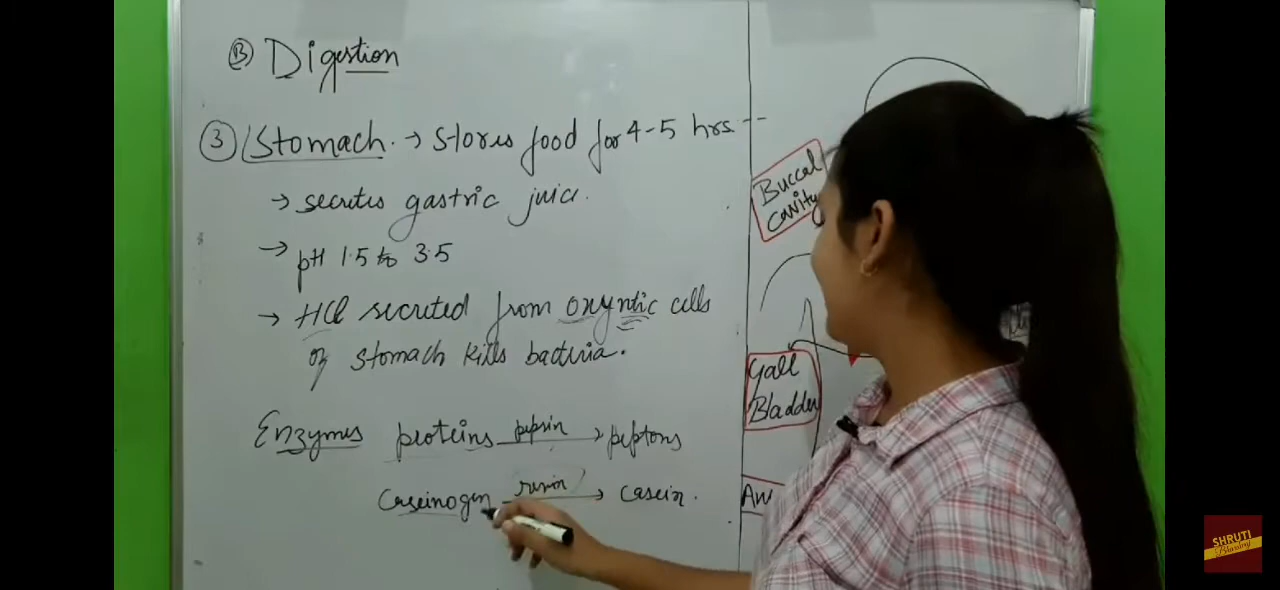 Ⓑ Digestion
③ Stomach. → stores food for 4-5 hrs.
→ secretes gastric juice.
→ pH 1.5 to 3.5
→ HCl secreted from oxyntic cells
of stomach kills bacteria.
Enzymes proteins pepsin → peptons
Caseinogen renin → casein.
Buccal
cavity
Gall
Bladder
SHRUTI